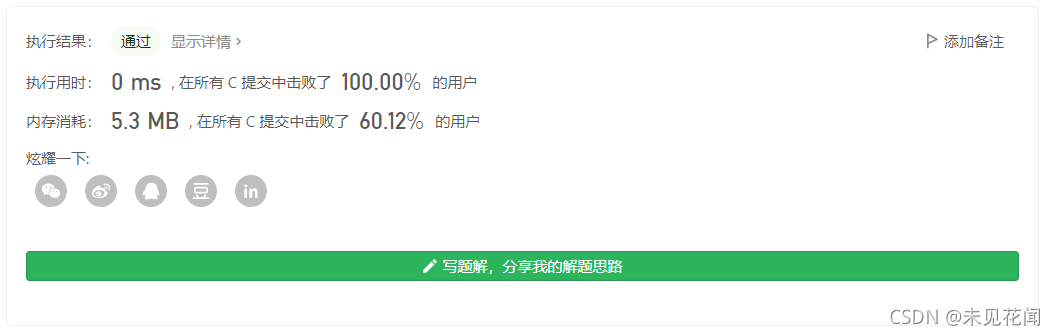 执行结果： 通过 显示详情 › 添加备注
执行用时： 0 ms ，在所有 C 提交中击败了 100.00% 的用户
内存消耗： 5.3 MB ，在所有 C 提交中击败了 60.12% 的用户
炫耀一下:
豆 in
写题解，分享我的解题思路
CSDN @未见花闻